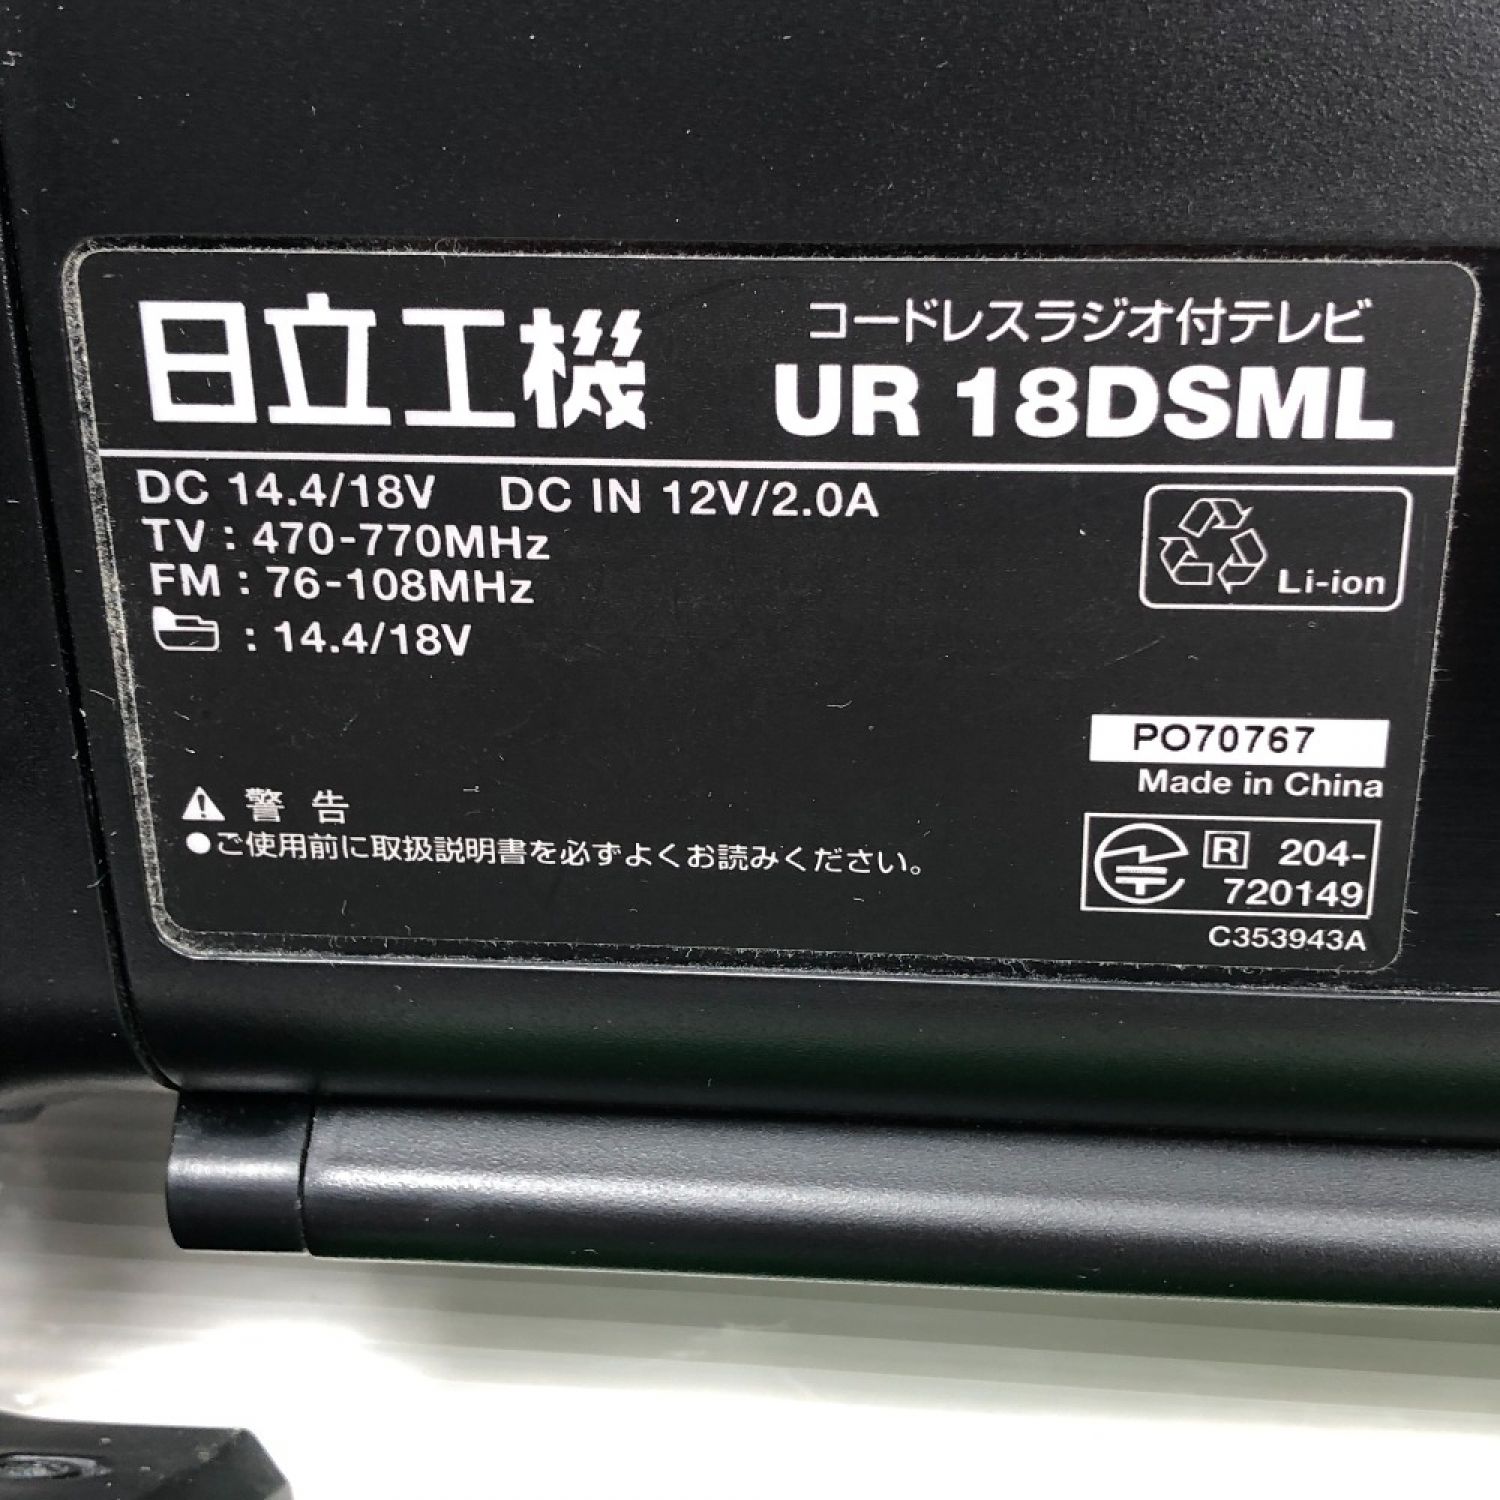 日立工機
コードレスラジオ付テレビ
UR 18DSML
DC 14.4/18V DC IN 12V/2.0A
TV : 470-770MHz
FM : 76-108MHz
: 14.4/18V
Li-ion
PO70767
Made in China
警 告
●ご使用前に取扱説明書を必ずよくお読みください。
R 204-
720149
C353943A